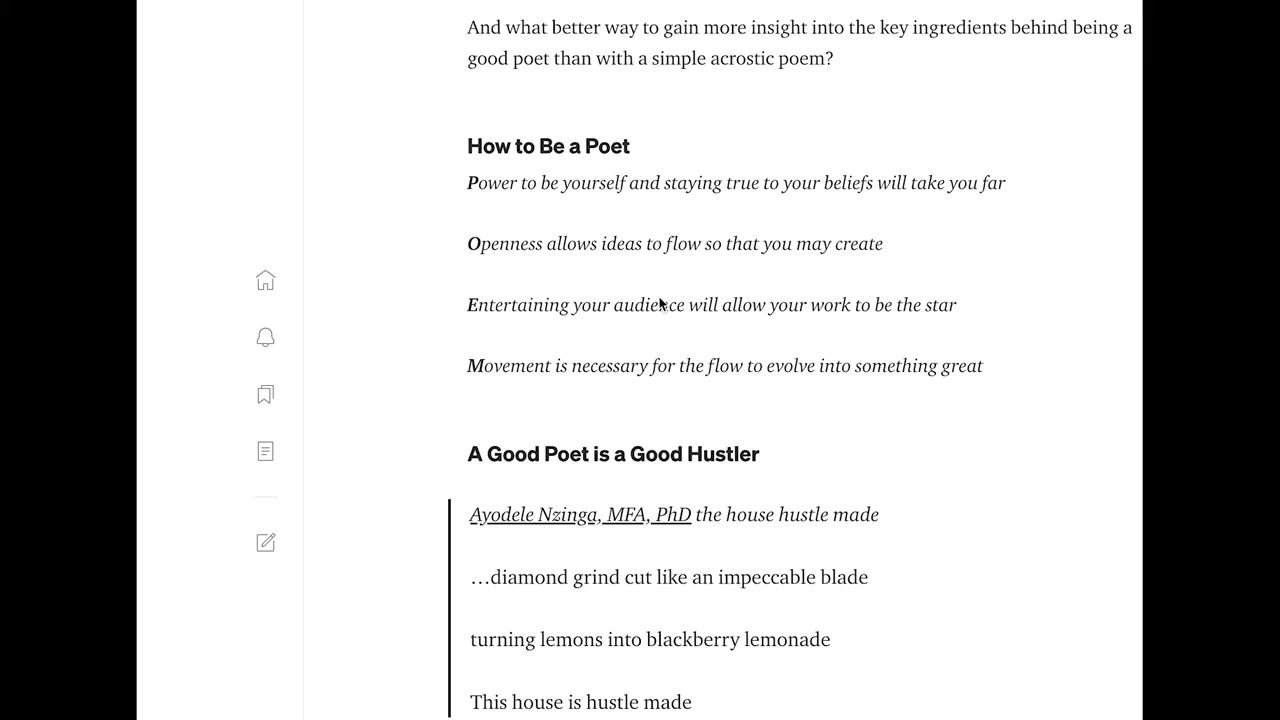 And what better way to gain more insight into the key ingredients behind being a
good poet than with a simple acrostic poem?
How to Be a Poet
Power to be yourself and staying true to your beliefs will take you far
Openness allows ideas to flow so that you may create
Entertaining your audience will allow your work to be the star
Movement is necessary for the flow to evolve into something great
A Good Poet is a Good Hustler
Ayodele Nzinga, MFA, PhD the house hustle made
…diamond grind cut like an impeccable blade
turning lemons into blackberry lemonade
This house is hustle made